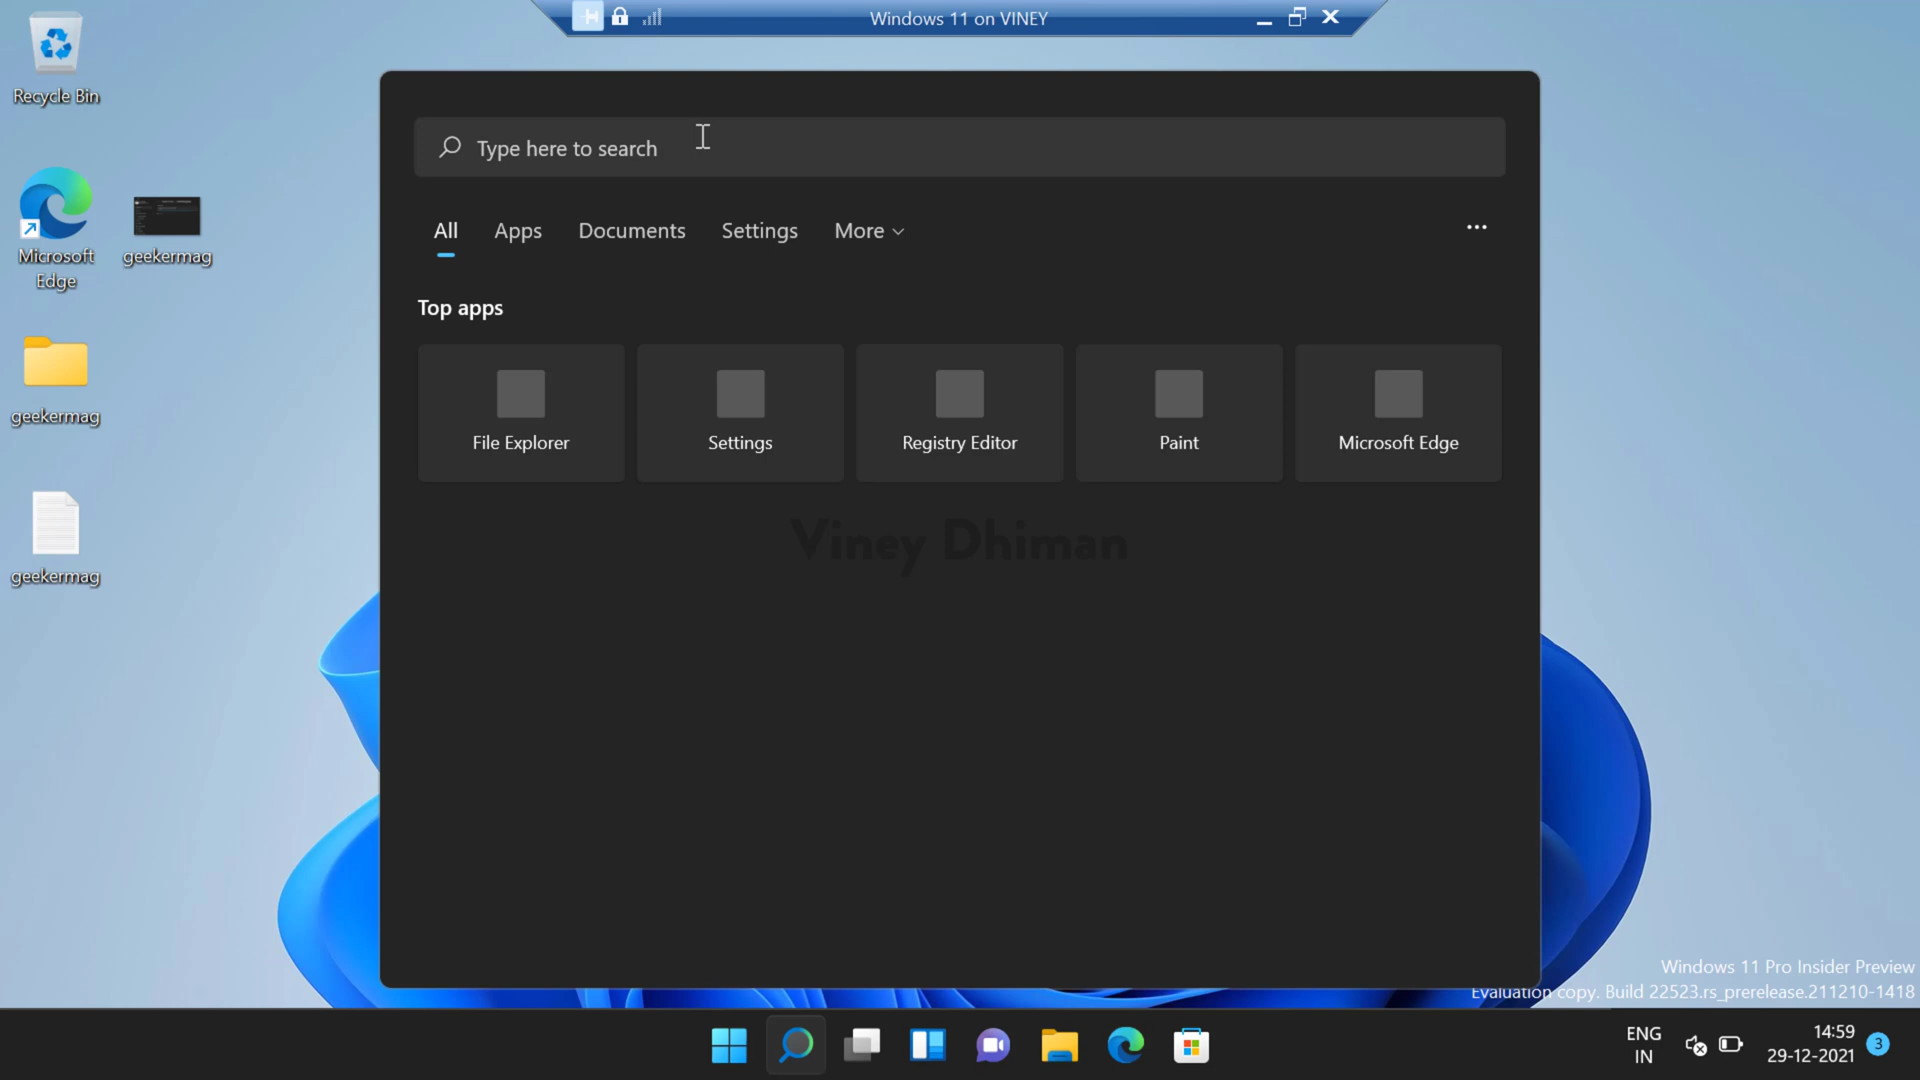 Windows 11 on VINEY
Recycle Bin
Microsoft
Edge
geekermag
geekermag
geekermag
Type here to search
All Apps Documents Settings More
Top apps
File Explorer Settings Registry Editor Paint Microsoft Edge
Viney Dhiman
Windows 11 Pro Insider Preview
Evaluation copy. Build 22523.rs_prerelease.211210-1418
ENG
IN
14:59
29-12-2021
3